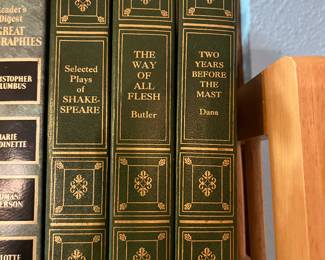 Reader's
Digest
GREAT
BIOGRAPHIES
CHRISTOPHER
COLUMBUS
MARIE
ANTOINETTE
Selected
Plays
of
SHAKE-
SPEARE
THE
WAY OF
ALL
FLESH
Butler
TWO
YEARS
BEFORE
THE
MAST
Dana